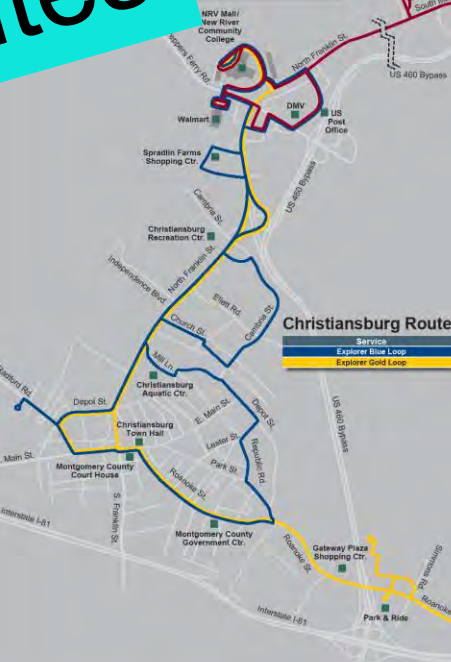 NRV Mall/
New River
Community
College
South Main
North Franklin St.
Peppers Ferry Rd.
US 460 Bypass
DMV
US
Post
Office
Walmart
Spradlin Farms
Shopping Ctr.
US 460 Bypass
Cambria St.
Christiansburg
Recreation Ctr.
North Franklin St.
Independence Blvd.
Ellett Rd.
Church St.
Cambria St.
Christiansburg Route
Service
Explorer Blue Loop
Explorer Gold Loop
Mill Ln.
Christiansburg
Aquatic Ctr.
Radford Rd.
Depot St.
E. Main St.
Depot St.
US 460 Bypass
Christiansburg
Town Hall
Lester St.
Republic Rd.
. Main St.
Montgomery County
Court House
Park St.
Roanoke St.
S. Franklin St.
Interstate I-81
Montgomery County
Government Ctr.
Roanoke St.
Gateway Plaza
Shopping Ctr.
Simmons Rd
Roanoke
Interstate I-81
Park & Ride